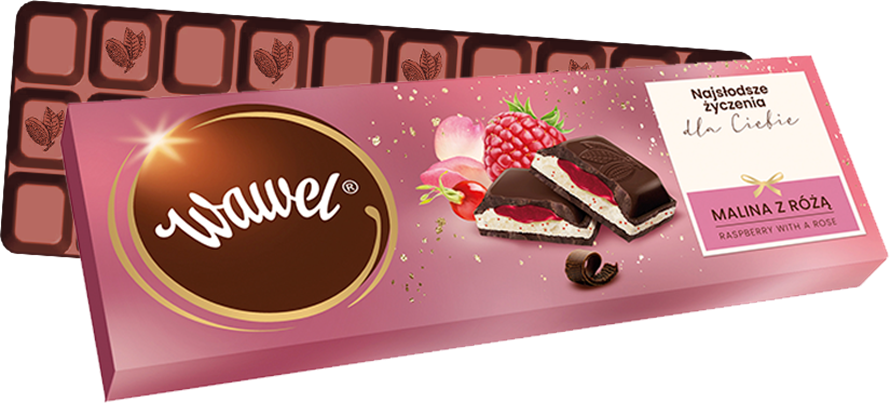 Wawel®
Najsłodsze
życzenia
dla Ciebie
MALINA Z RÓŻĄ
RASPBERRY WITH A ROSE